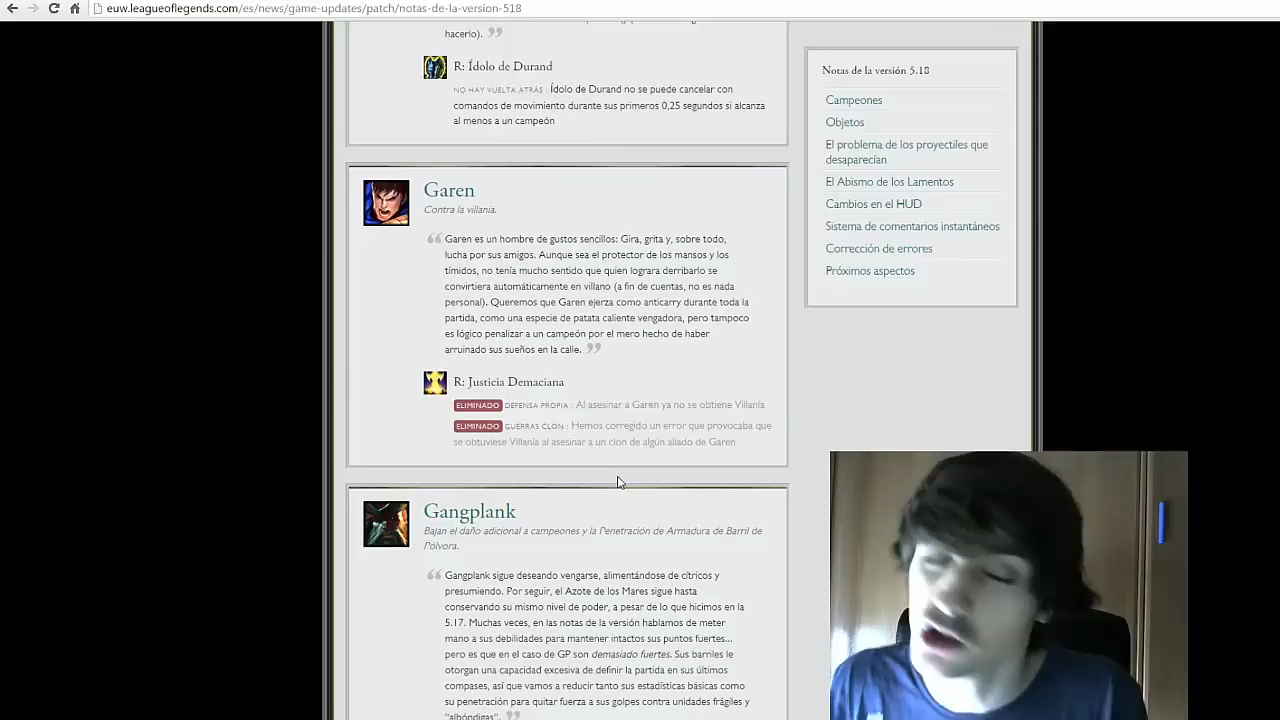 euw.leagueoflegends.com/es/news/game-updates/patch/notas-de-la-version-518
hacerlo).
R: Ídolo de Durand
NO HAY VUELTA ATRÁS : Ídolo de Durand no se puede cancelar con
comandos de movimiento durante sus primeros 0,25 segundos si alcanza
al menos a un campeón
Garen
Contra la villanía.
Garen es un hombre de gustos sencillos: Gira, grita y, sobre todo,
lucha por sus amigos. Aunque sea el protector de los mansos y los
tímidos, no tenía mucho sentido que quien lograra derribarlo se
convirtiera automáticamente en villano (a fin de cuentas, no es nada
personal). Queremos que Garen ejerza como anticarry durante toda la
partida, como una especie de patata caliente vengadora, pero tampoco
es lógico penalizar a un campeón por el mero hecho de haber
arruinado sus sueños en la calle.
R: Justicia Demaciana
ELIMINADO DEFENSA PROPIA : Al asesinar a Garen ya no se obtiene Villanía
ELIMINADO GUERRAS CLON : Hemos corregido un error que provocaba que
se obtuviese Villanía al asesinar a un clon de algún aliado de Garen
Gangplank
Bajan el daño adicional a campeones y la Penetración de Armadura de Barril de
Pólvora.
Gangplank sigue deseando vengarse, alimentándose de cítricos y
presumiendo. Por seguir, el Azote de los Mares sigue hasta
conservando su mismo nivel de poder, a pesar de lo que hicimos en la
5.17. Muchas veces, en las notas de la versión hablamos de meter
mano a sus debilidades para mantener intactos sus puntos fuertes...
pero es que en el caso de GP son demasiado fuertes. Sus barriles le
otorgan una capacidad excesiva de definir la partida en sus últimos
compases, así que vamos a reducir tanto sus estadísticas básicas como
su penetración para quitar fuerza a sus golpes contra unidades frágiles y
"albóndigas".
Notas de la versión 5.18
Campeones
Objetos
El problema de los proyectiles que
desaparecían
El Abismo de los Lamentos
Cambios en el HUD
Sistema de comentarios instantáneos
Corrección de errores
Próximos aspectos